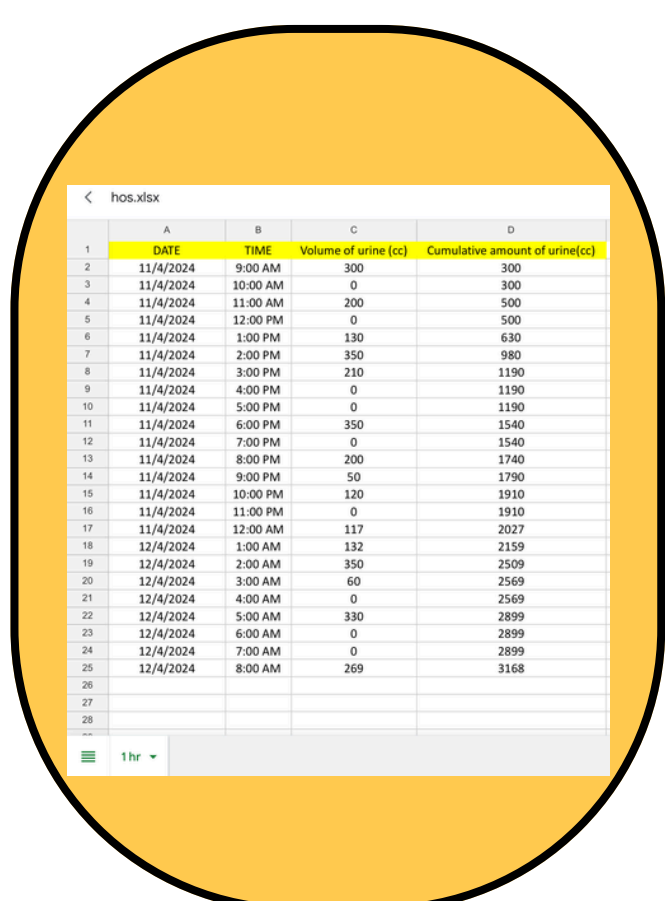 < hos.xlsx
A B C D
1 DATE TIME Volume of urine (cc) Cumulative amount of urine(cc)
2 11/4/2024 9:00 AM 300 300
3 11/4/2024 10:00 AM 0 300
4 11/4/2024 11:00 AM 200 500
5 11/4/2024 12:00 PM 0 500
6 11/4/2024 1:00 PM 130 630
7 11/4/2024 2:00 PM 350 980
8 11/4/2024 3:00 PM 210 1190
9 11/4/2024 4:00 PM 0 1190
10 11/4/2024 5:00 PM 0 1190
11 11/4/2024 6:00 PM 350 1540
12 11/4/2024 7:00 PM 0 1540
13 11/4/2024 8:00 PM 200 1740
14 11/4/2024 9:00 PM 50 1790
15 11/4/2024 10:00 PM 120 1910
16 11/4/2024 11:00 PM 0 1910
17 11/4/2024 12:00 AM 117 2027
18 12/4/2024 1:00 AM 132 2159
19 12/4/2024 2:00 AM 350 2509
20 12/4/2024 3:00 AM 60 2569
21 12/4/2024 4:00 AM 0 2569
22 12/4/2024 5:00 AM 330 2899
23 12/4/2024 6:00 AM 0 2899
24 12/4/2024 7:00 AM 0 2899
25 12/4/2024 8:00 AM 269 3168
26
27
28
1 hr